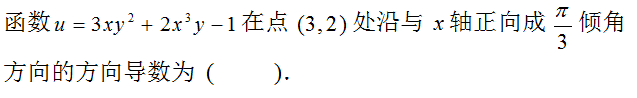 函数 u = 3xy² + 2x³y − 1 在点 (3,2) 处沿与 x 轴正向成 π/3 倾角
方向的方向导数为 (      ).